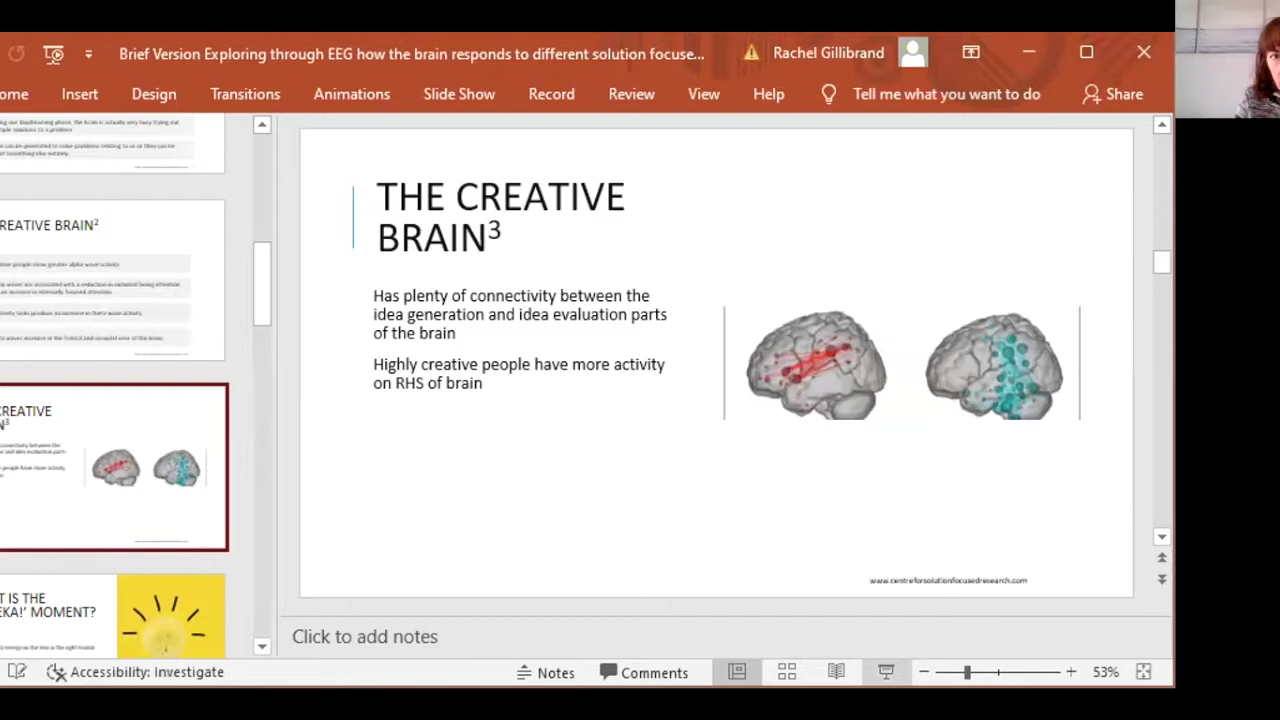 Brief Version Exploring through EEG how the brain responds to different solution focuse...
Rachel Gillibrand
ome Insert Design Transitions Animations Slide Show Record Review View Help Tell me what you want to do Share
REATIVE BRAIN²
REATIVE
N³
T IS THE
EKA!' MOMENT?
THE CREATIVE
BRAIN³
Has plenty of connectivity between the
idea generation and idea evaluation parts
of the brain
Highly creative people have more activity
on RHS of brain
www.centreforsolutionfocusedresearch.com
Click to add notes
Accessibility: Investigate Notes Comments 53%